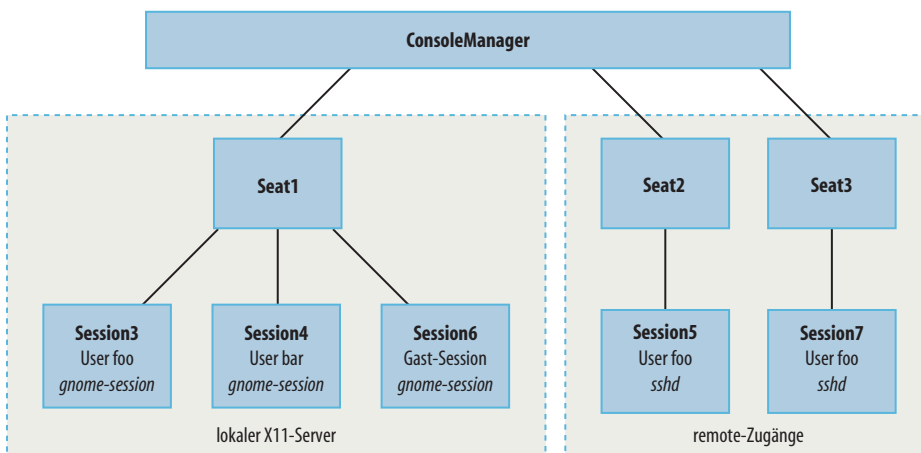 ConsoleManager
Seat1
Seat2
Seat3
Session3
User foo
gnome-session
Session4
User bar
gnome-session
Session6
Gast-Session
gnome-session
Session5
User foo
sshd
Session7
User foo
sshd
lokaler X11-Server
remote-Zugänge